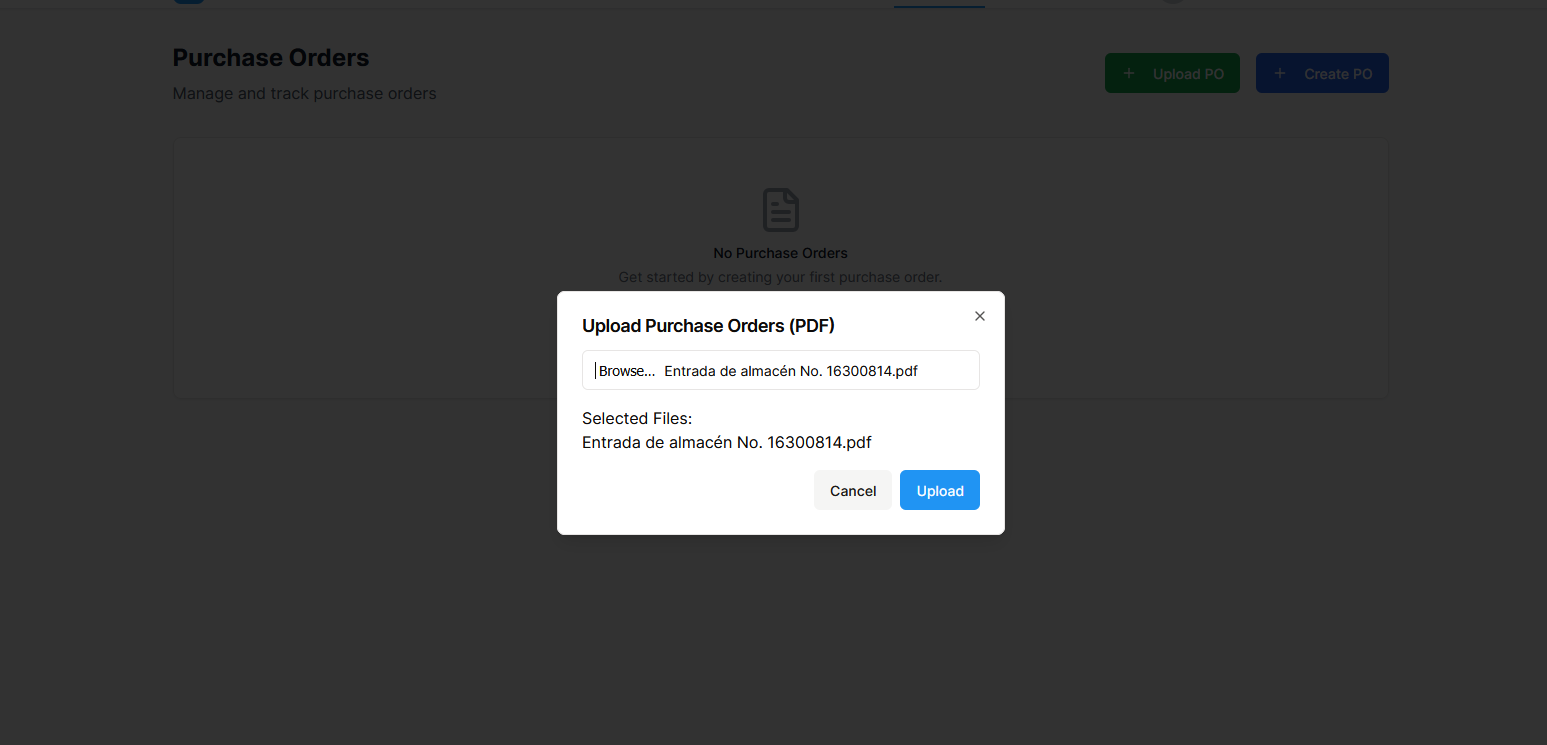 Purchase Orders
Manage and track purchase orders
+ Upload PO
+ Create PO
No Purchase Orders
Get started by creating your first purchase order.
Upload Purchase Orders (PDF)
Browse... Entrada de almacén No. 16300814.pdf
Selected Files:
Entrada de almacén No. 16300814.pdf
Cancel
Upload